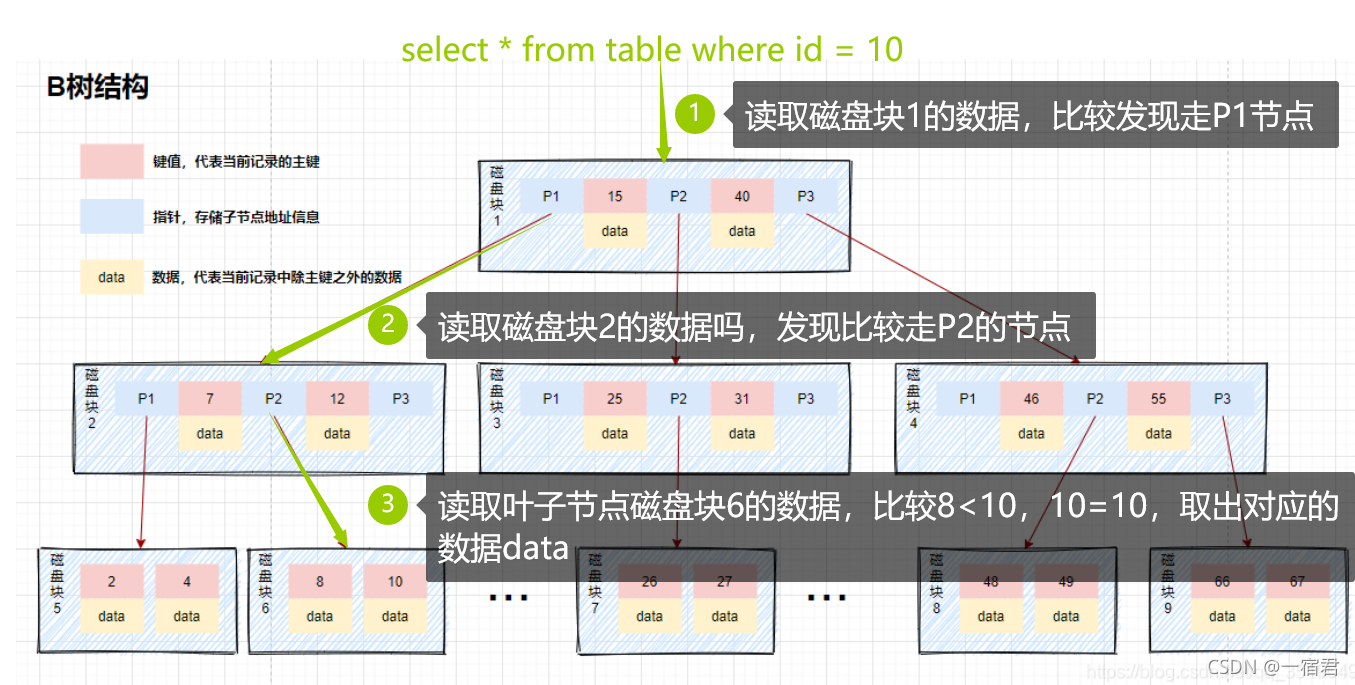 select * from table where id = 10
B树结构
1
读取磁盘块1的数据，比较发现走P1节点
键值，代表当前记录的主键
指针，存储子节点地址信息
data 数据，代表当前记录中除主键之外的数据
磁盘块1
P1 15 P2 40 P3
data data
2
读取磁盘块2的数据吗，发现比较走P2的节点
磁盘块2
P1 7 P2 12 P3
data data
磁盘块3
P1 25 P2 31 P3
data data
磁盘块4
P1 46 P2 55 P3
data data
3
读取叶子节点磁盘块6的数据，比较8<10，10=10，取出对应的
数据data
磁盘块5
2 4
data data
磁盘块6
8 10
data data
...
磁盘块7
26 27
data data
...
磁盘块8
48 49
data data
磁盘块9
66 67
data data
CSDN @一宿君